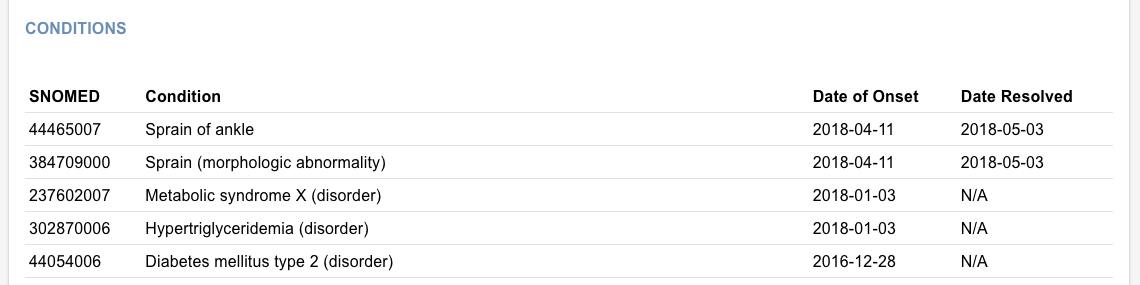 CONDITIONS
SNOMED Condition Date of Onset Date Resolved
44465007 Sprain of ankle 2018-04-11 2018-05-03
384709000 Sprain (morphologic abnormality) 2018-04-11 2018-05-03
237602007 Metabolic syndrome X (disorder) 2018-01-03 N/A
302870006 Hypertriglyceridemia (disorder) 2018-01-03 N/A
44054006 Diabetes mellitus type 2 (disorder) 2016-12-28 N/A